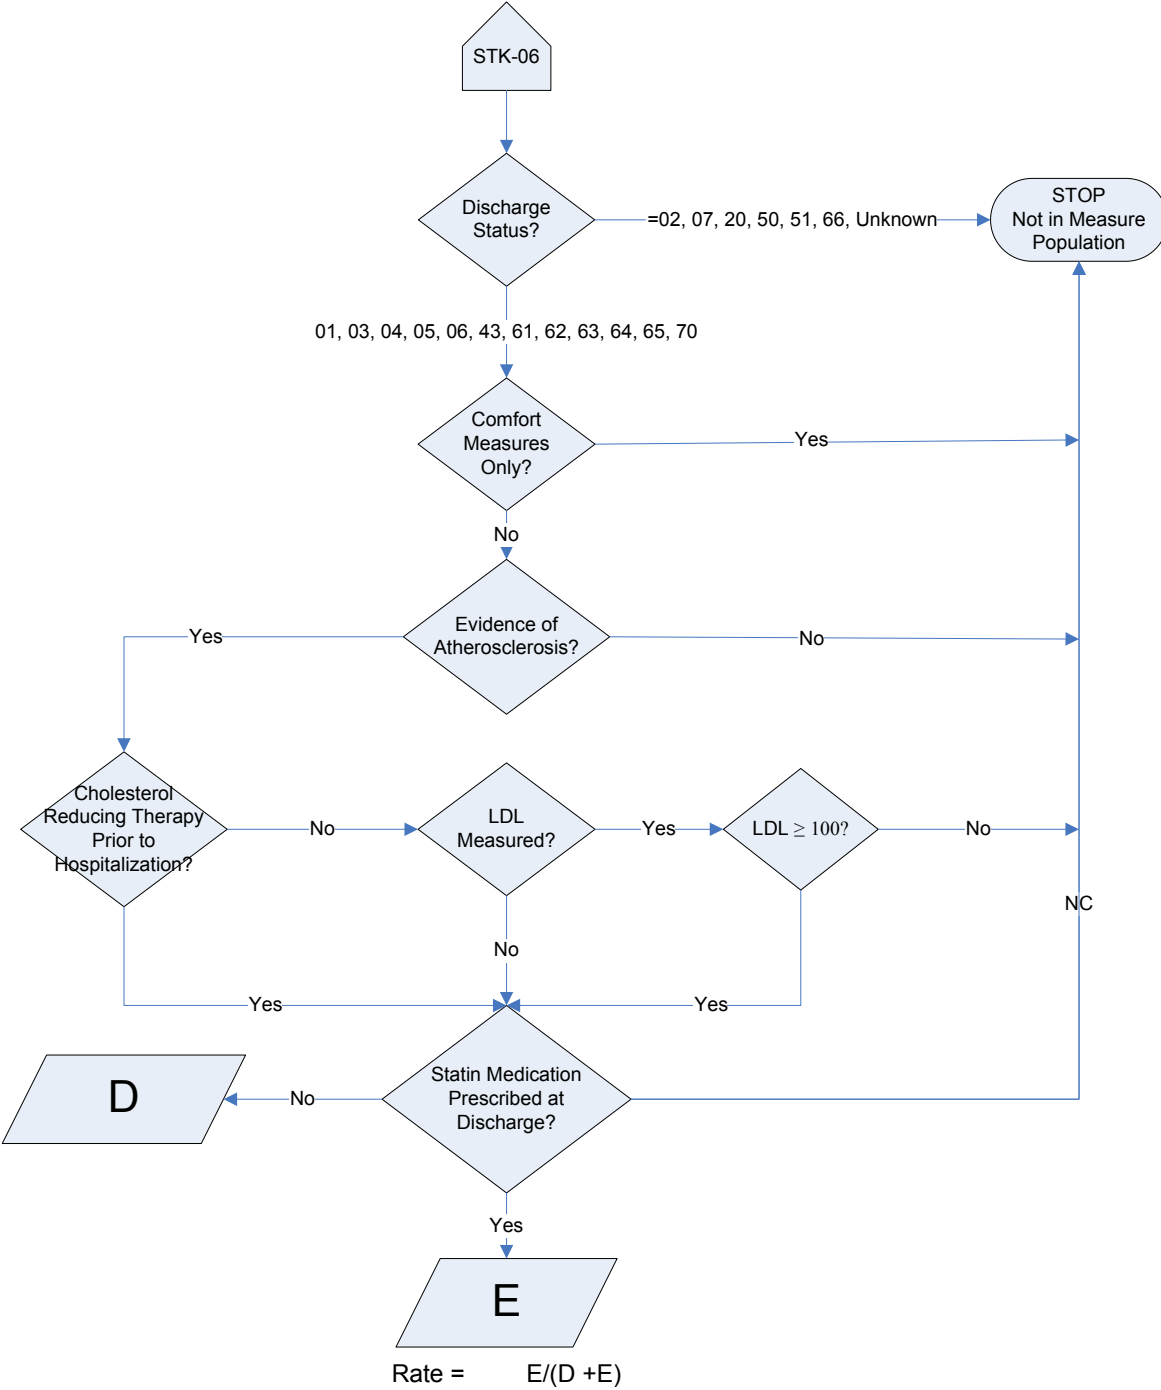 STK-06
Discharge
Status?
=02, 07, 20, 50, 51, 66, Unknown
STOP
Not in Measure
Population
01, 03, 04, 05, 06, 43, 61, 62, 63, 64, 65, 70
Comfort
Measures
Only?
Yes
No
Evidence of
Atherosclerosis?
Yes
No
Cholesterol
Reducing Therapy
Prior to
Hospitalization?
No
LDL
Measured?
Yes
LDL ≥ 100?
No
NC
No
Yes
Yes
Statin Medication
Prescribed at
Discharge?
No
D
Yes
E
Rate = E/(D +E)